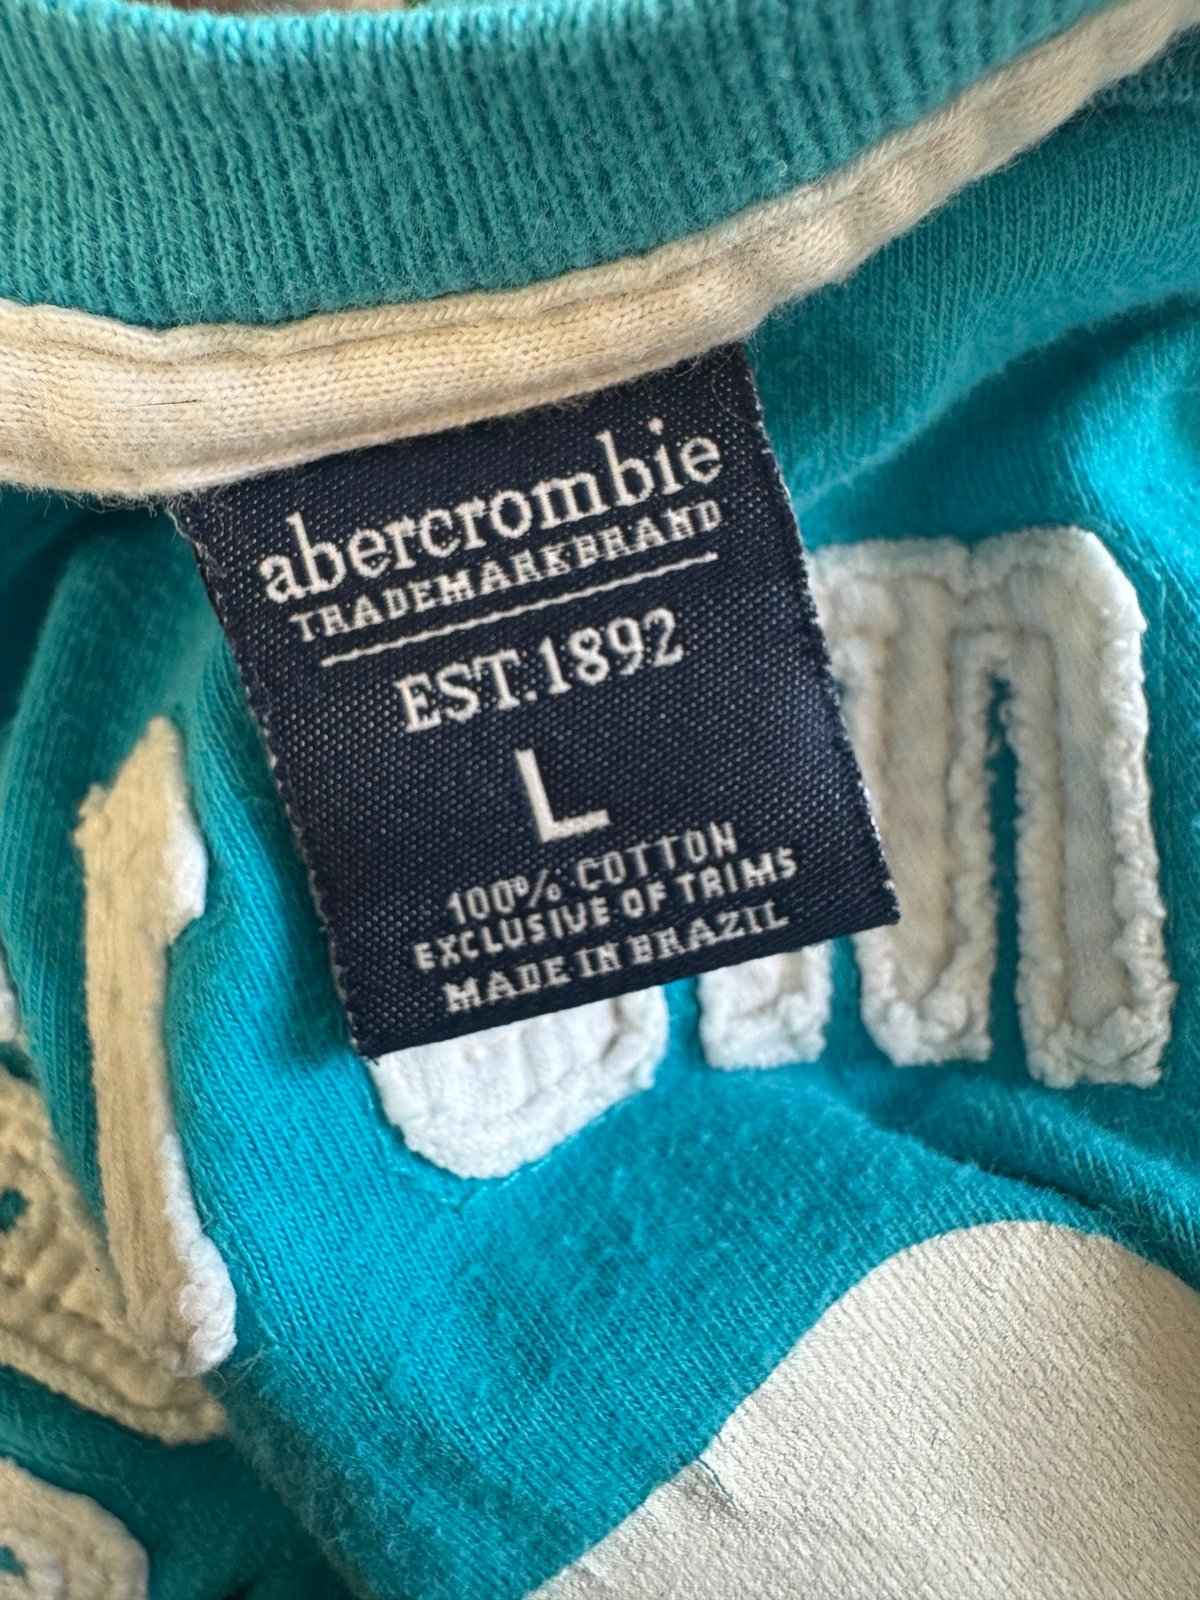 abercrombie
TRADEMARKBRAND
EST.1892
L
100% COTTON
EXCLUSIVE OF TRIMS
MADE IN BRAZIL